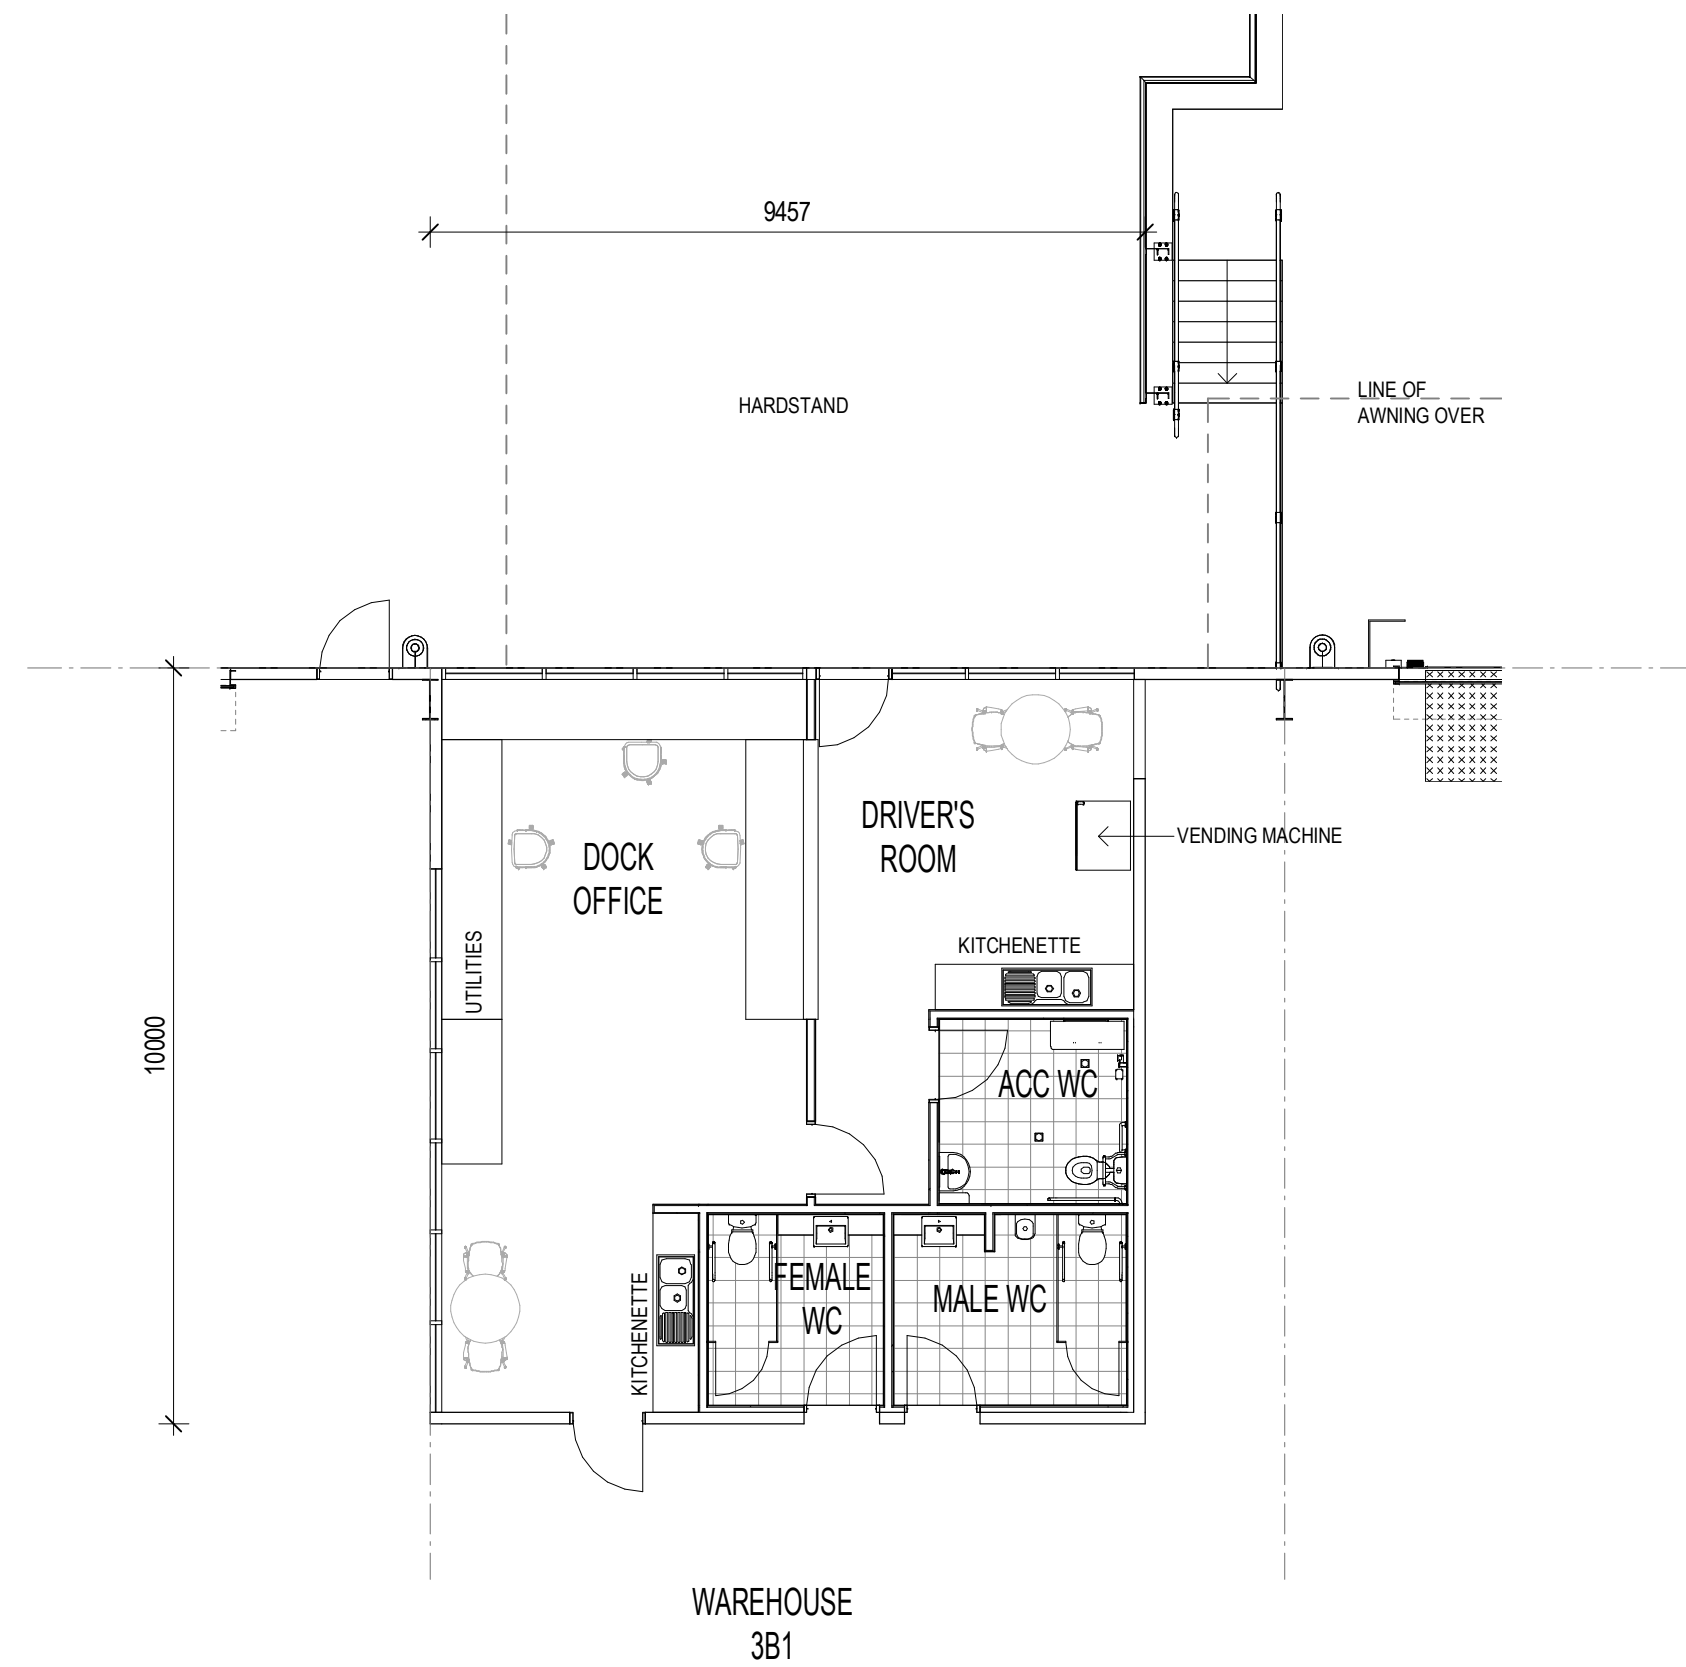 9457
HARDSTAND
LINE OF
AWNING OVER
DRIVER'S
ROOM
VENDING MACHINE
DOCK
OFFICE
UTILITIES
KITCHENETTE
10000
ACC WC
FEMALE
WC
MALE WC
KITCHENETTE
WAREHOUSE
3B1